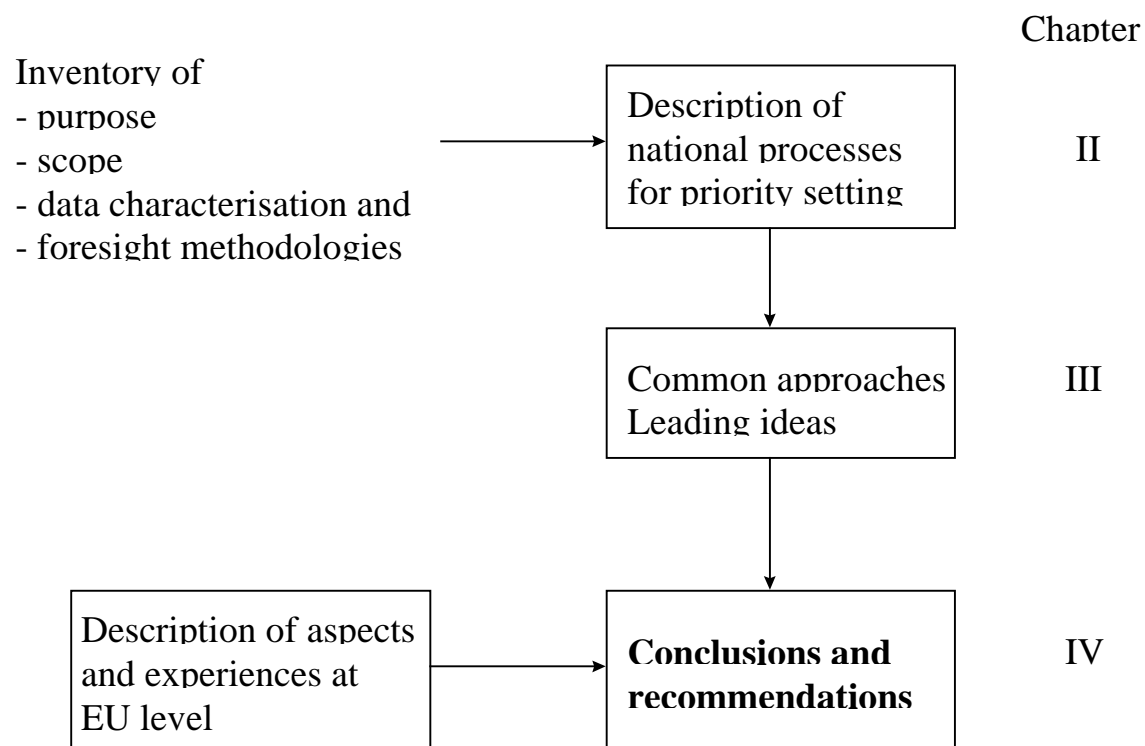 Chapter
Inventory of
- purpose
- scope
- data characterisation and
- foresight methodologies
Description of
national processes
for priority setting
II
Common approaches
Leading ideas
III
Description of aspects
and experiences at
EU level
Conclusions and
recommendations
IV